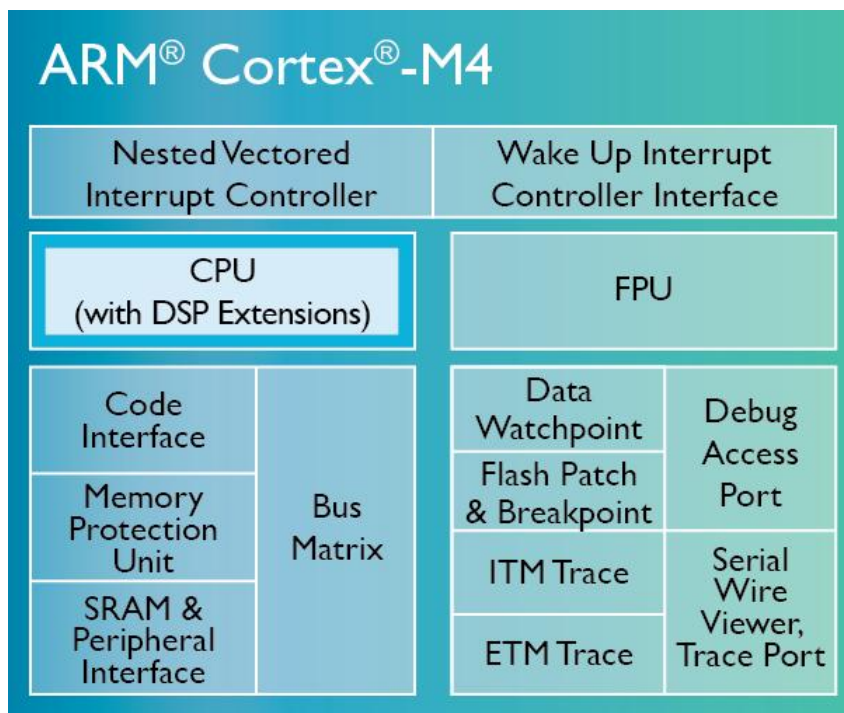 ARM® Cortex®-M4
Nested Vectored
Interrupt Controller
Wake Up Interrupt
Controller Interface
CPU
(with DSP Extensions)
FPU
Code
Interface
Memory
Protection
Unit
SRAM &
Peripheral
Interface
Bus
Matrix
Data
Watchpoint
Flash Patch
& Breakpoint
ITM Trace
ETM Trace
Debug
Access
Port
Serial
Wire
Viewer,
Trace Port